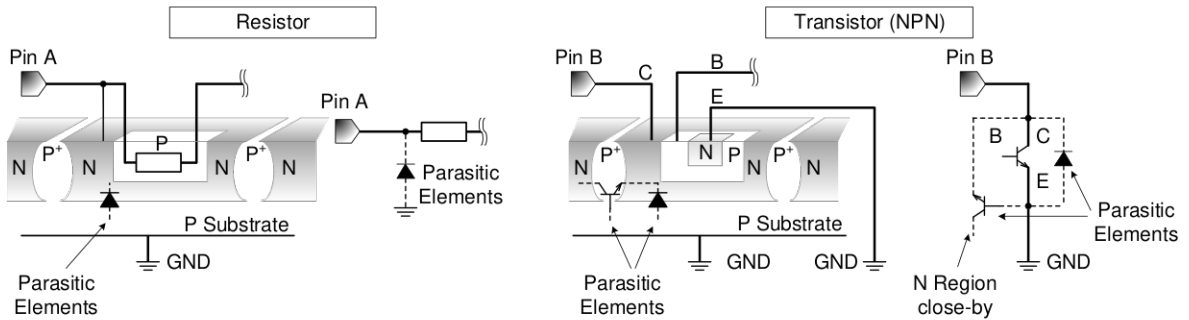 Resistor
Transistor (NPN)
Pin A
Pin B
Pin B
C
B
E
Pin A
N
P+
N
P
N
P+
N
Parasitic
Elements
N
P+
N
P
N
P+
N
B
C
E
P Substrate
GND
Parasitic
Elements
P Substrate
GND
GND
Parasitic
Elements
Parasitic
Elements
GND
N Region
close-by